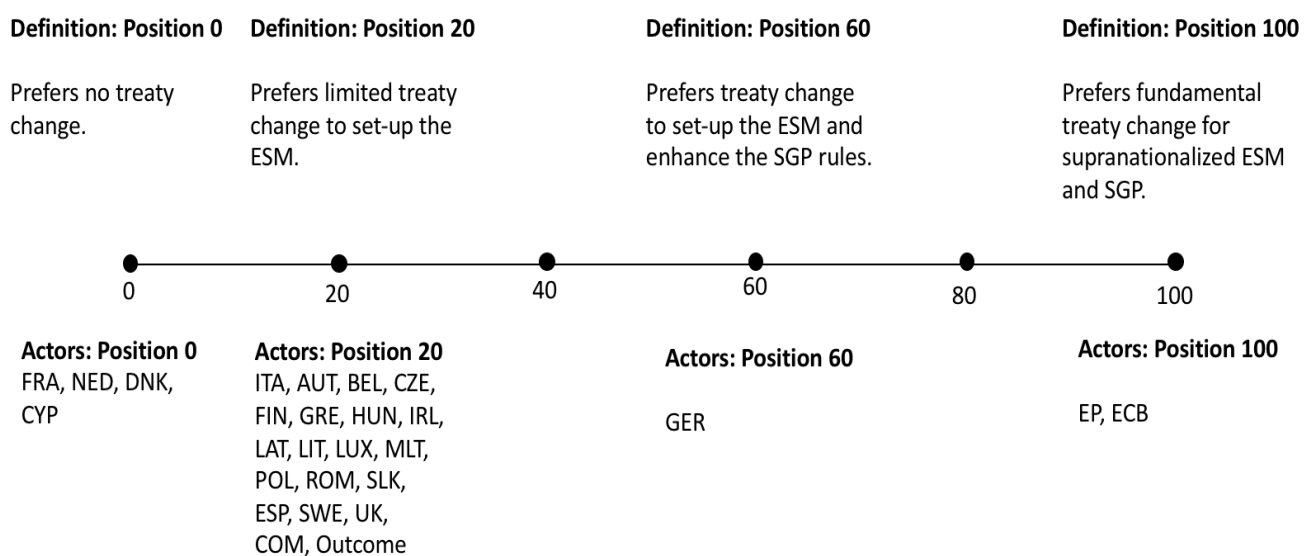 Definition: Position 0
Definition: Position 20
Definition: Position 60
Definition: Position 100
Prefers no treaty
change.
Prefers limited treaty
change to set-up the
ESM.
Prefers treaty change
to set-up the ESM and
enhance the SGP rules.
Prefers fundamental
treaty change for
supranationalized ESM
and SGP.
0
20
40
60
80
100
Actors: Position 0
FRA, NED, DNK,
CYP
Actors: Position 20
ITA, AUT, BEL, CZE,
FIN, GRE, HUN, IRL,
LAT, LIT, LUX, MLT,
POL, ROM, SLK,
ESP, SWE, UK,
COM, Outcome
Actors: Position 60
GER
Actors: Position 100
EP, ECB